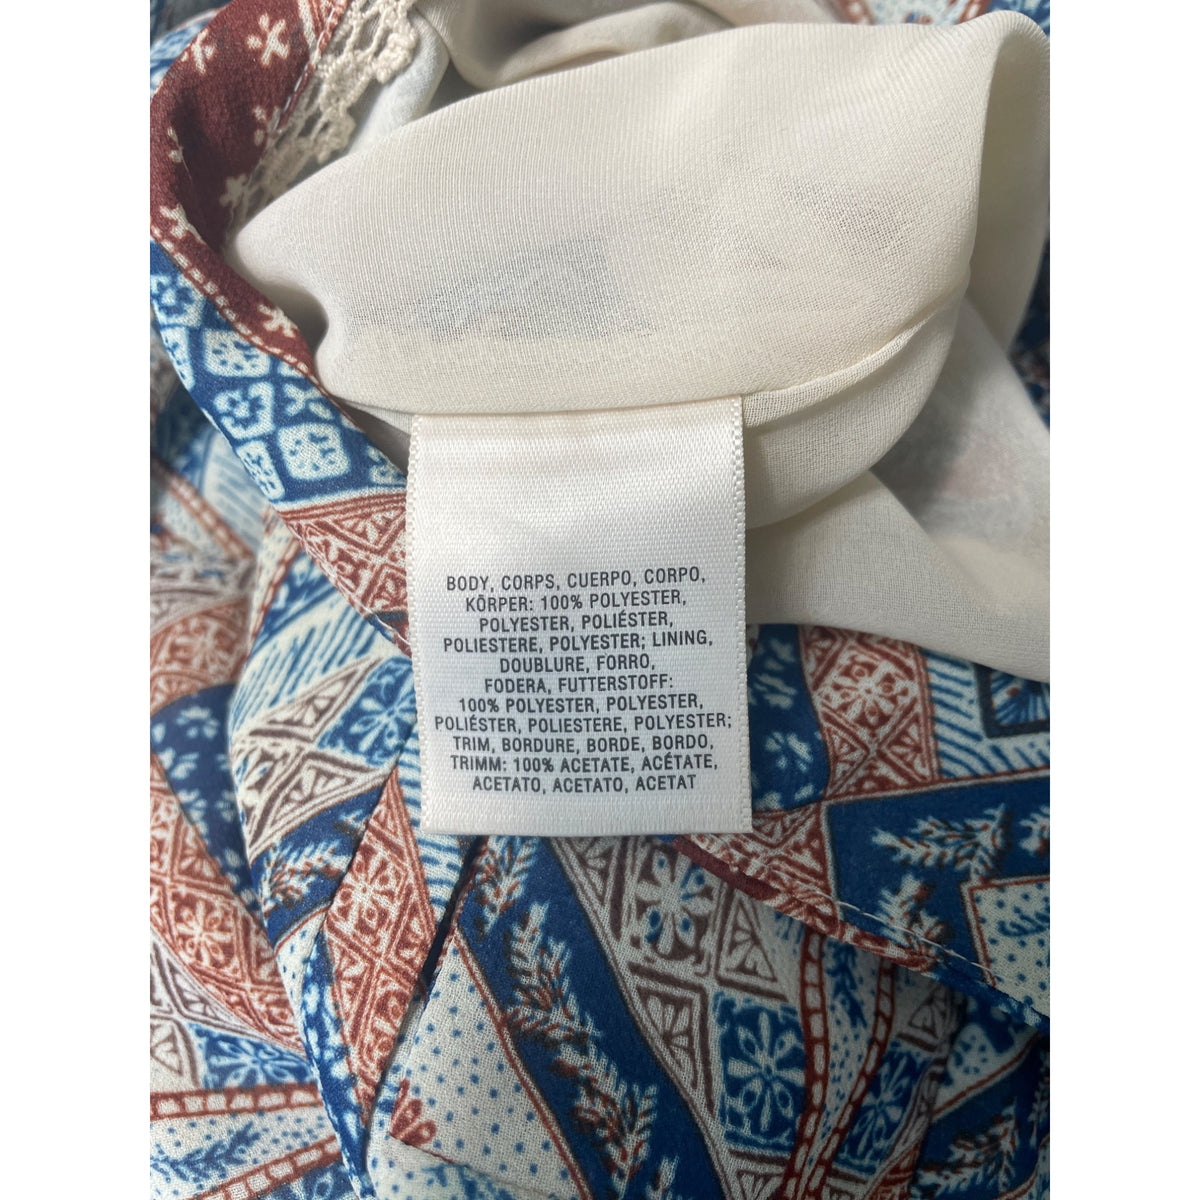 BODY, CORPS, CUERPO, CORPO,
KÖRPER: 100% POLYESTER,
POLYESTER, POLIÉSTER,
POLIESTERE, POLYESTER; LINING,
DOUBLURE, FORRO,
FODERA, FUTTERSTOFF:
100% POLYESTER, POLYESTER,
POLIÉSTER, POLIESTERE, POLYESTER;
TRIM, BORDURE, BORDE, BORDO,
TRIMM: 100% ACETATE, ACÉTATE,
ACETATO, ACETATO, ACETAT